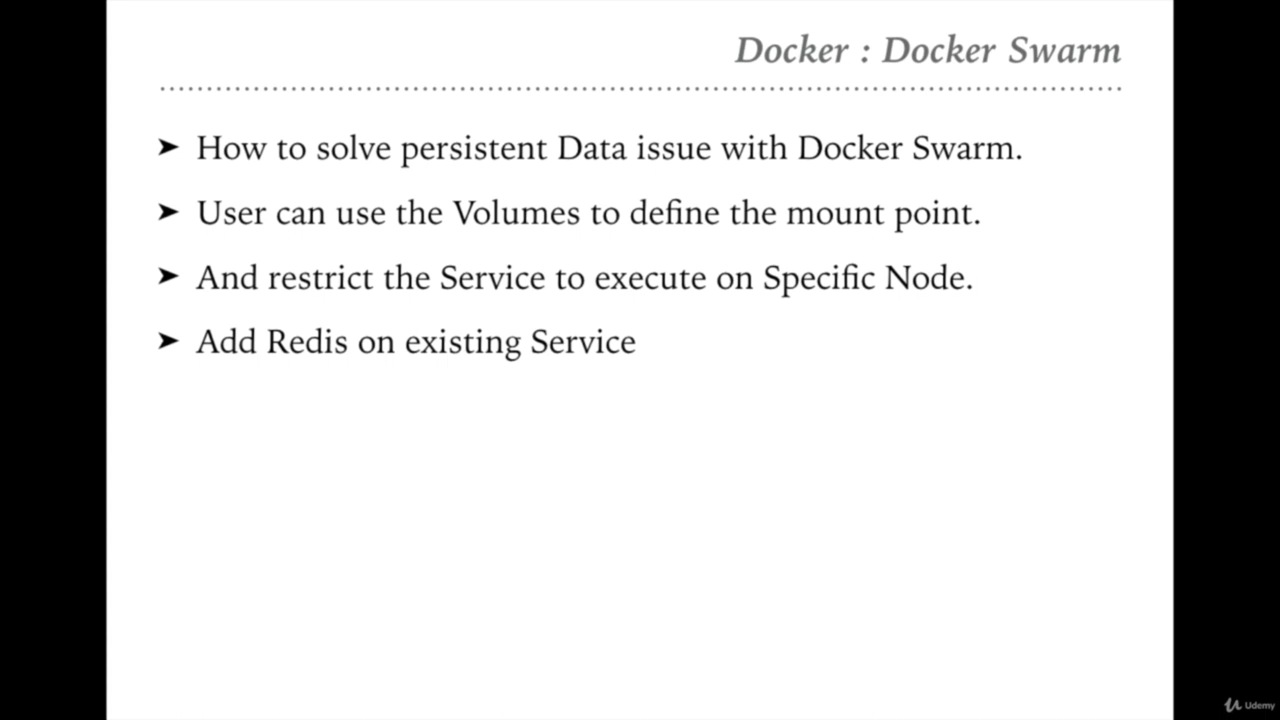 Docker : Docker Swarm
➤ How to solve persistent Data issue with Docker Swarm.
➤ User can use the Volumes to define the mount point.
➤ And restrict the Service to execute on Specific Node.
➤ Add Redis on existing Service
Udemy